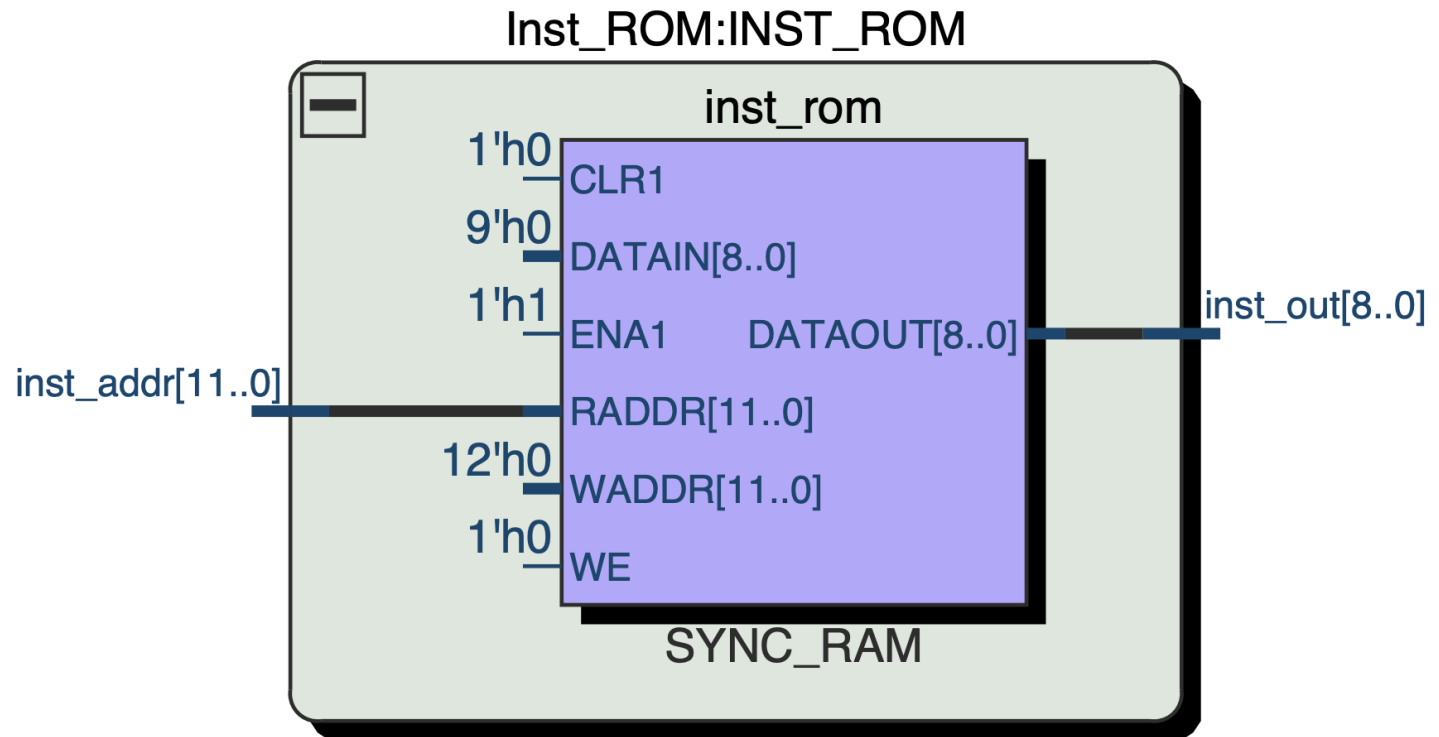 Inst_ROM:INST_ROM
inst_rom
1'h0
CLR1
9'h0
DATAIN[8..0]
1'h1
ENA1
DATAOUT[8..0]
inst_out[8..0]
inst_addr[11..0]
RADDR[11..0]
12'h0
WADDR[11..0]
1'h0
WE
SYNC_RAM